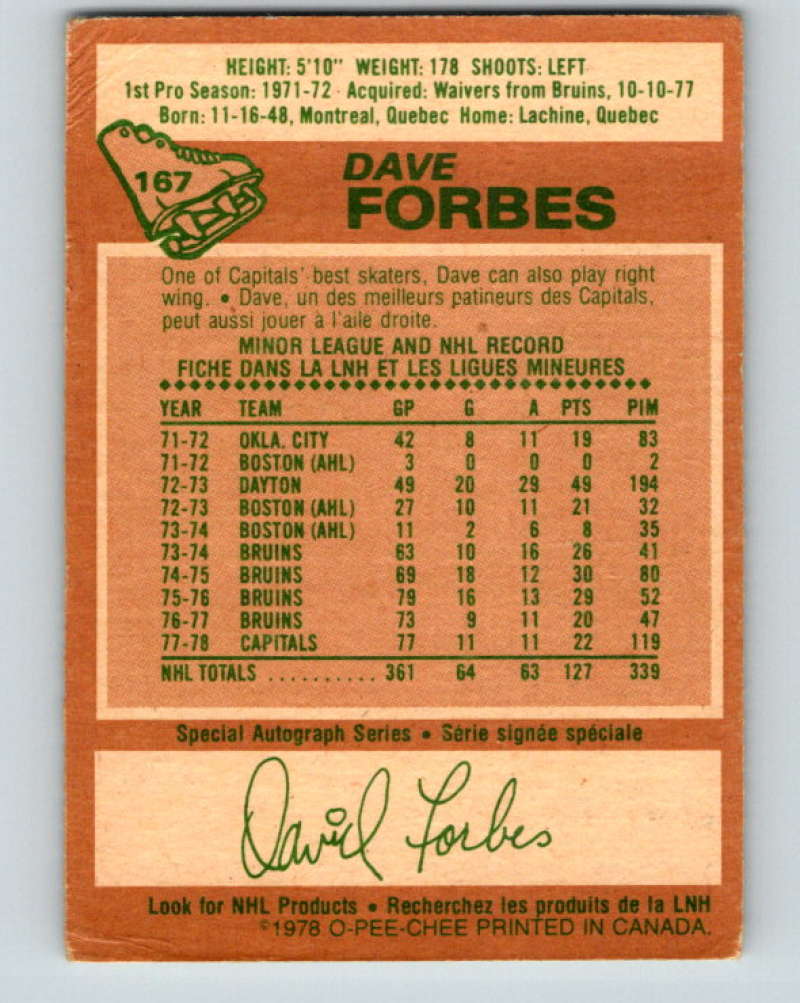 HEIGHT: 5'10" WEIGHT: 178 SHOOTS: LEFT
1st Pro Season: 1971-72 · Acquired: Waivers from Bruins, 10-10-77
Born: 11-16-48, Montreal, Quebec Home: Lachine, Quebec
167
DAVE
FORBES
One of Capitals' best skaters, Dave can also play right
wing. • Dave, un des meilleurs patineurs des Capitals,
peut aussi jouer à l'aile droite.
MINOR LEAGUE AND NHL RECORD
FICHE DANS LA LNH ET LES LIGUES MINEURES
YEAR TEAM GP G A PTS PIM
71-72 OKLA. CITY 42 8 11 19 83
71-72 BOSTON (AHL) 3 0 0 0 2
72-73 DAYTON 49 20 29 49 194
72-73 BOSTON (AHL) 27 10 11 21 32
73-74 BOSTON (AHL) 11 2 6 8 35
73-74 BRUINS 63 10 16 26 41
74-75 BRUINS 69 18 12 30 80
75-76 BRUINS 79 16 13 29 52
76-77 BRUINS 73 9 11 20 47
77-78 CAPITALS 77 11 11 22 119
NHL TOTALS .......... 361 64 63 127 339
Special Autograph Series • Série signée spéciale
David Forbes
Look for NHL Products • Recherchez les produits de la LNH
©1978 O-PEE-CHEE PRINTED IN CANADA.